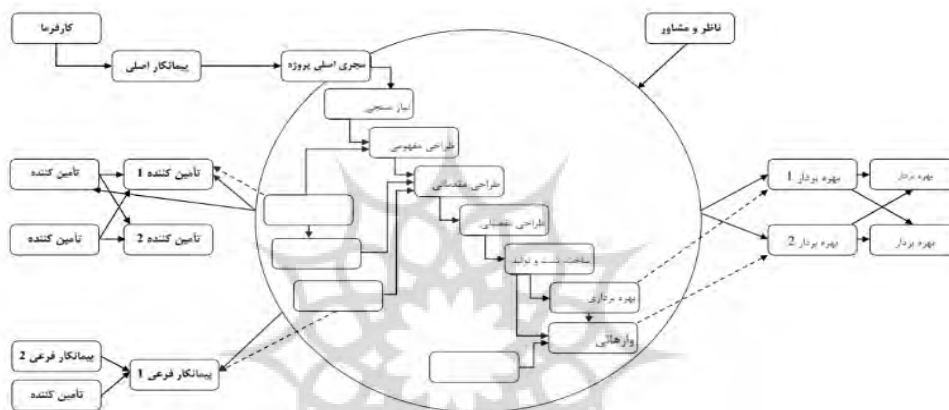 کارفرما
ناظر و مشاور
پیمانکار اصلی
مجری اصلی پروژه
نیاز سنجی
طراحی مفهومی
تأمین کننده
تأمین کننده 1
طراحی مقدماتی
بهره بردار 1
بهره بردار
تأمین کننده
تأمین کننده 2
طراحی تفصیلی
بهره بردار 2
بهره بردار
ساخت، تست و تولید
بهره برداری
وارهائی
پیمانکار فرعی 2
پیمانکار فرعی 1
تأمین کننده